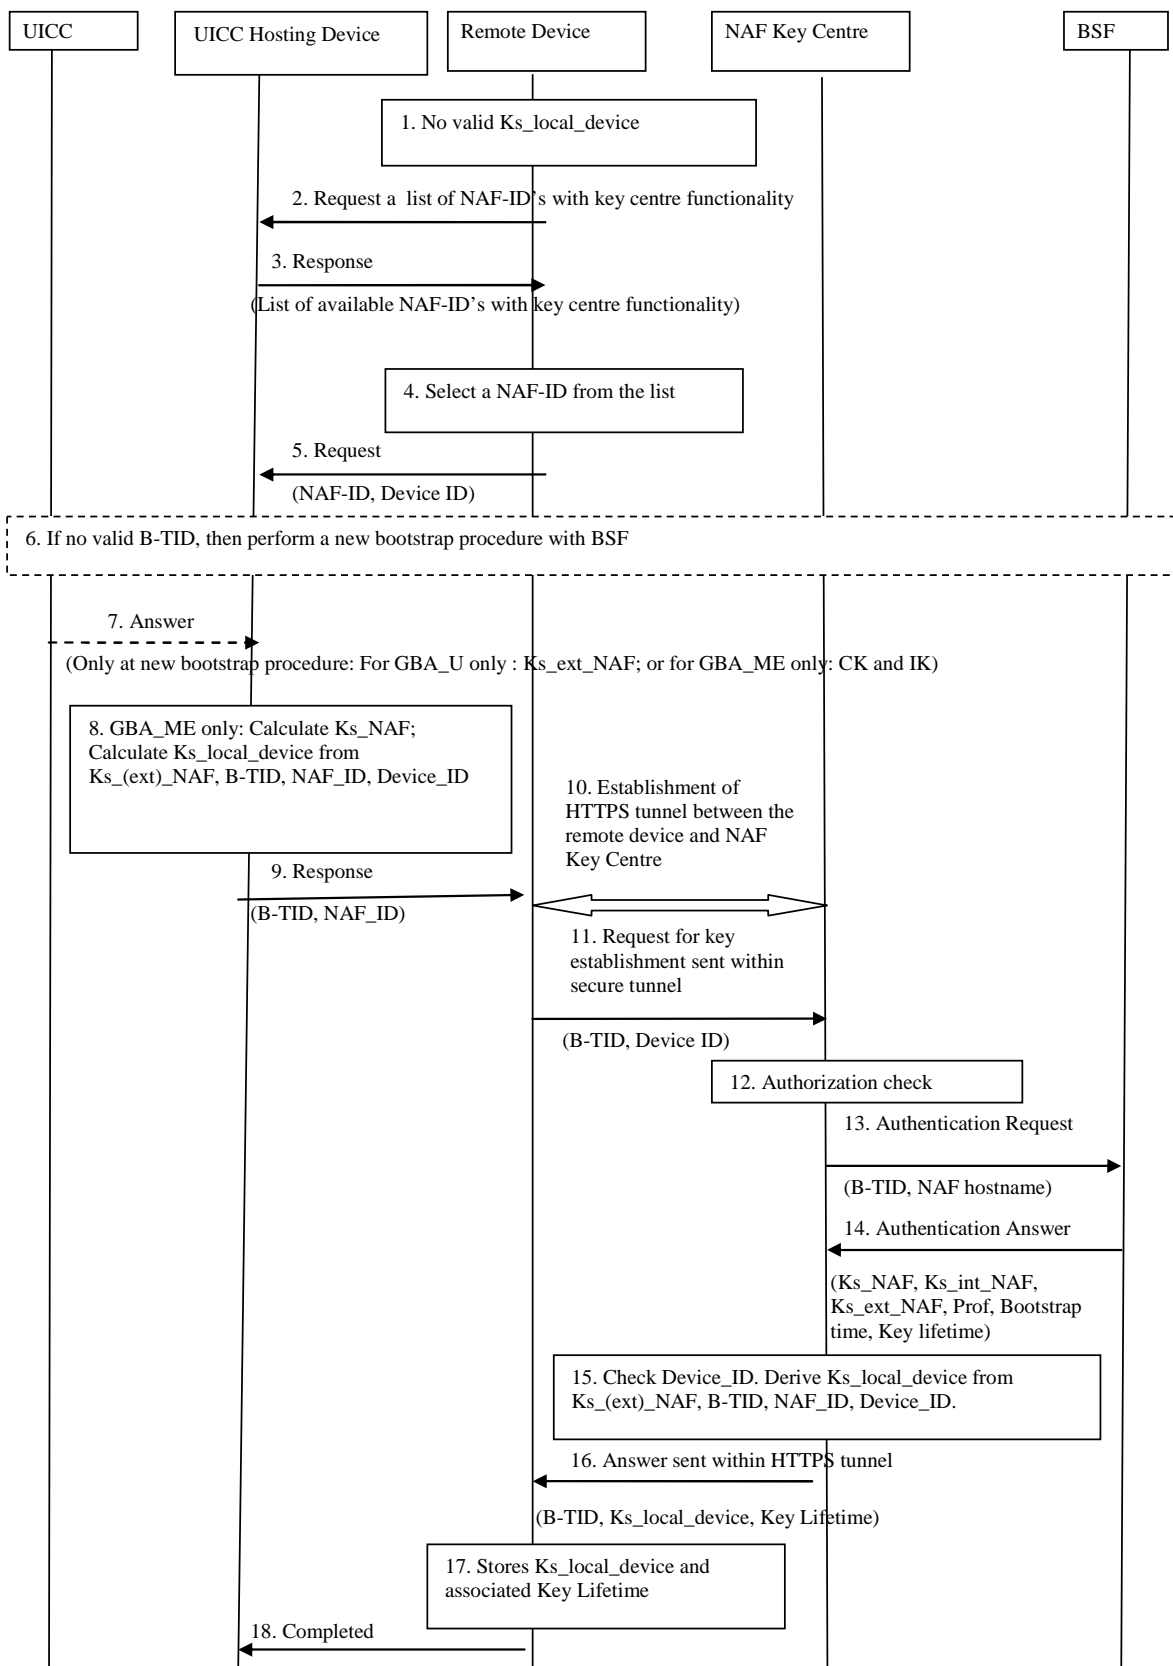 UICC
UICC Hosting Device
Remote Device
NAF Key Centre
BSF
1. No valid Ks_local_device
2. Request a  list of NAF-ID's with key centre functionality
3. Response
(List of available NAF-ID’s with key centre functionality)
4. Select a NAF-ID from the list
5. Request
(NAF-ID, Device ID)
6. If no valid B-TID, then perform a new bootstrap procedure with BSF
7. Answer
(Only at new bootstrap procedure: For GBA_U only : Ks_ext_NAF; or for GBA_ME only: CK and IK)
8. GBA_ME only: Calculate Ks_NAF;
Calculate Ks_local_device from
Ks_(ext)_NAF, B-TID, NAF_ID, Device_ID
9. Response
(B-TID, NAF_ID)
10. Establishment of
HTTPS tunnel between the
remote device and NAF
Key Centre
11. Request for key
establishment sent within
secure tunnel
(B-TID, Device ID)
12. Authorization check
13. Authentication Request
(B-TID, NAF hostname)
14. Authentication Answer
(Ks_NAF, Ks_int_NAF,
Ks_ext_NAF, Prof, Bootstrap
time, Key lifetime)
15. Check Device_ID. Derive Ks_local_device from
Ks_(ext)_NAF, B-TID, NAF_ID, Device_ID.
16. Answer sent within HTTPS tunnel
(B-TID, Ks_local_device, Key Lifetime)
17. Stores Ks_local_device and
associated Key Lifetime
18. Completed